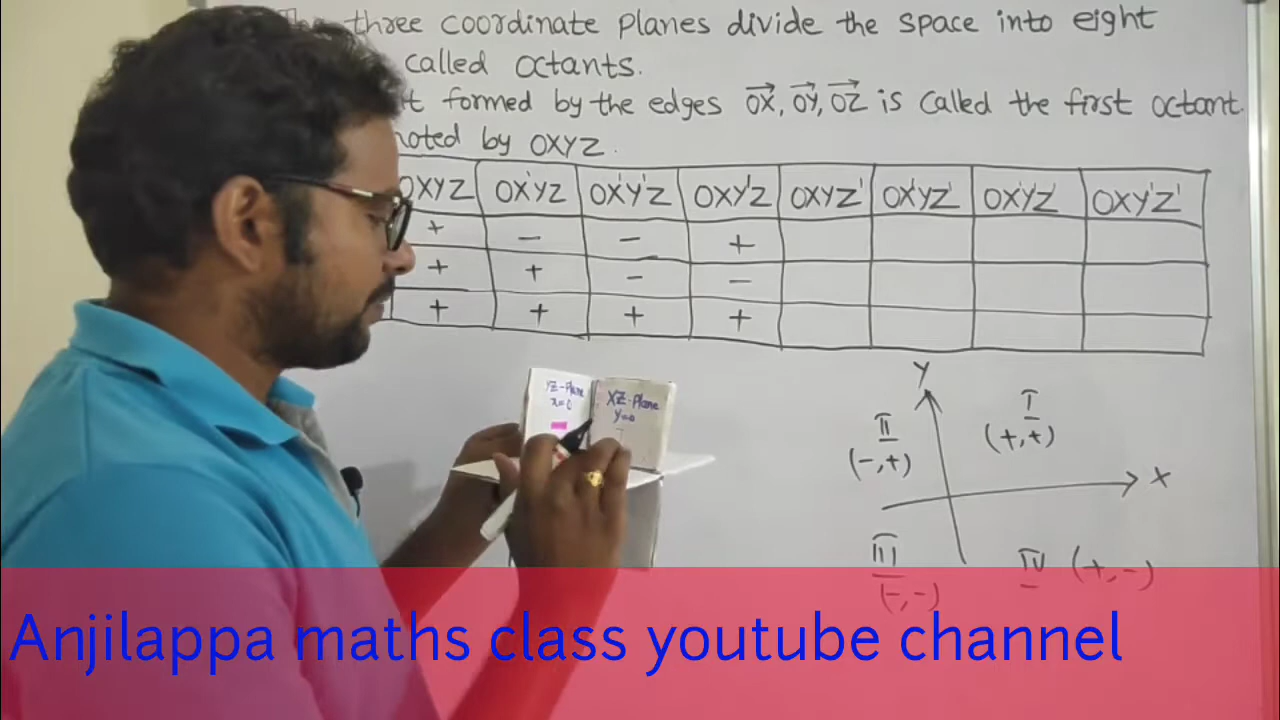 The three coordinate planes divide the space into eight
called octants.
t formed by the edges OX, OY, OZ is called the first octant.
noted by OXYZ.
OXYZ OX'YZ OX'Y'Z OXY'Z OXYZ' OX'YZ' OX'Y'Z' OXY'Z'
+ - - +
+ + - -
+ + + +
YZ-Plane
x=0
XZ-Plane
y=0
Y
II
(-,+)
I
(+,+)
X
III
(-,-)
IV (+,-)
Anjilappa maths class youtube channel